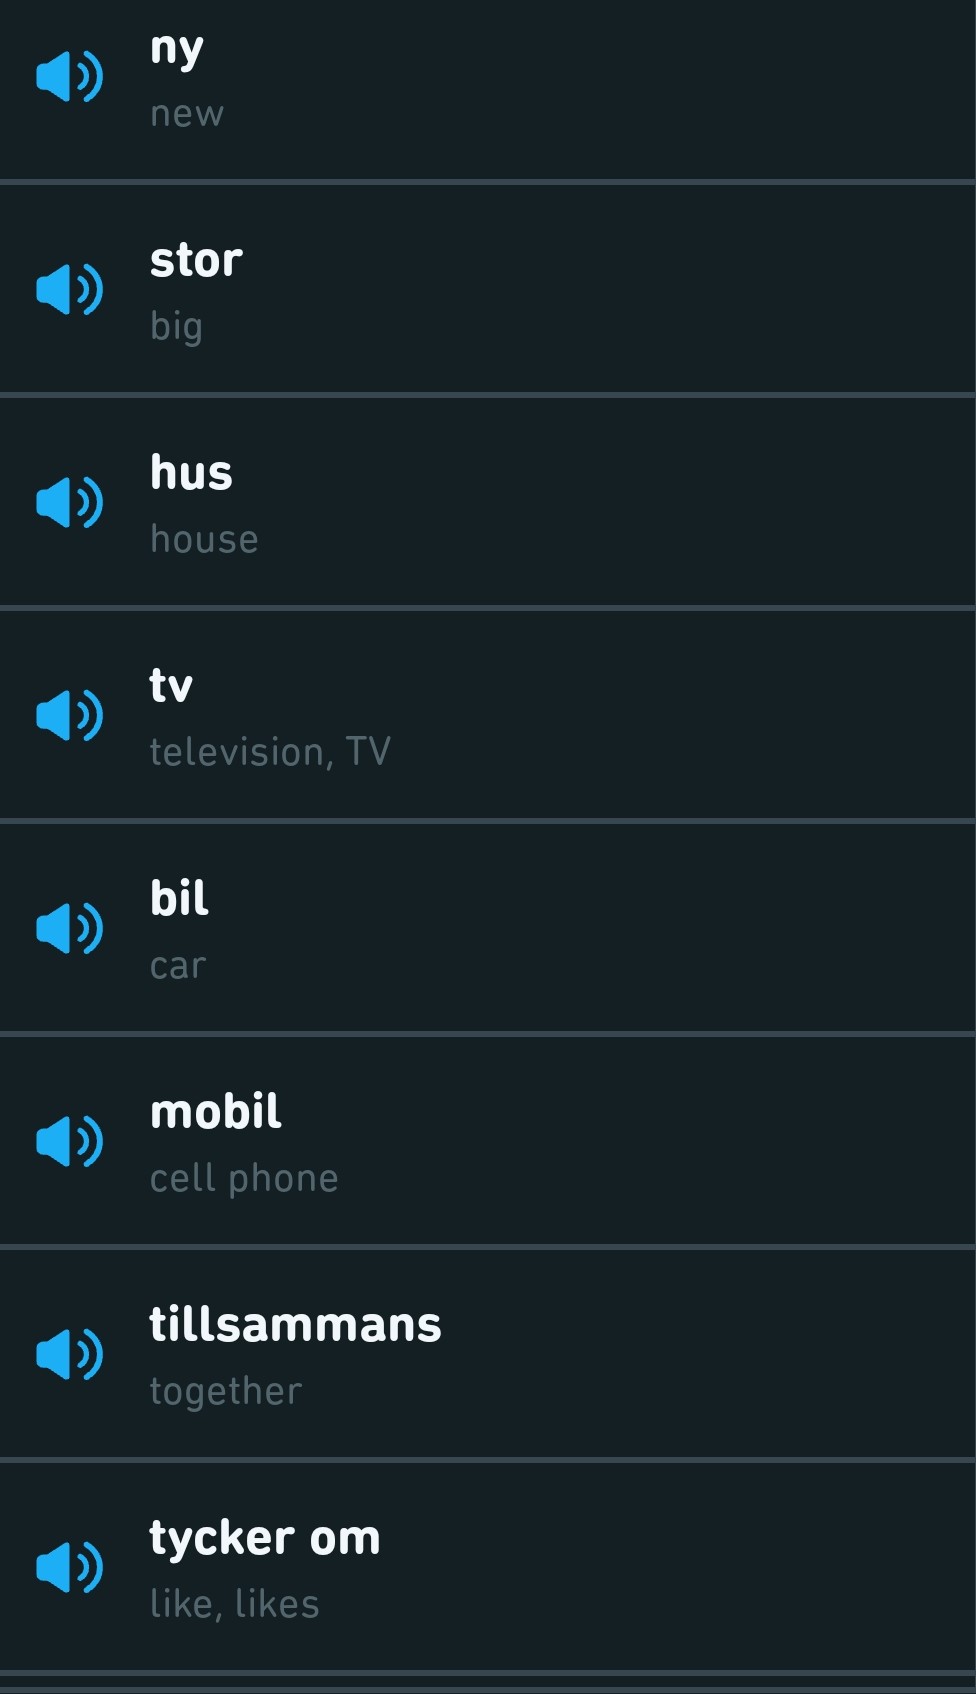 ny
new
stor
big
hus
house
tv
television, TV
bil
car
mobil
cell phone
tillsammans
together
tycker om
like, likes